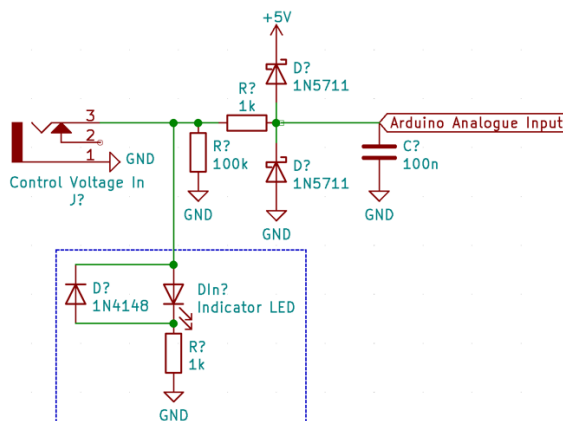 +5V
D?
1N5711
R?
1k
3
2
1
GND
Control Voltage In
J?
R?
100k
GND
D?
1N5711
GND
Arduino Analogue Input
C?
100n
GND
D?
1N4148
DIn?
Indicator LED
R?
1k
GND